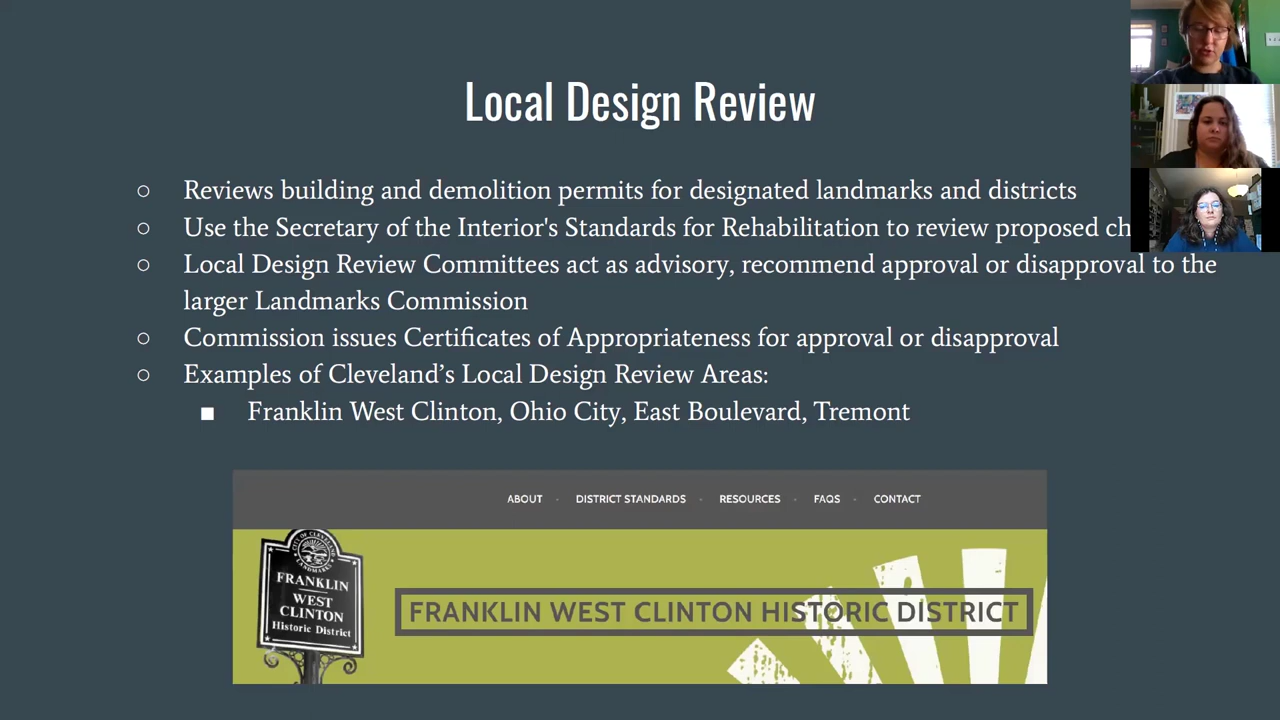 Local Design Review
○ Reviews building and demolition permits for designated landmarks and districts
○ Use the Secretary of the Interior's Standards for Rehabilitation to review proposed
○ Local Design Review Committees act as advisory, recommend approval or disapproval to the
larger Landmarks Commission
○ Commission issues Certificates of Appropriateness for approval or disapproval
○ Examples of Cleveland’s Local Design Review Areas:
■ Franklin West Clinton, Ohio City, East Boulevard, Tremont
ABOUT - DISTRICT STANDARDS - RESOURCES - FAQS - CONTACT
CITY OF CLEVELAND
LANDMARKS
FRANKLIN
WEST
CLINTON
Historic District
FRANKLIN WEST CLINTON HISTORIC DISTRICT